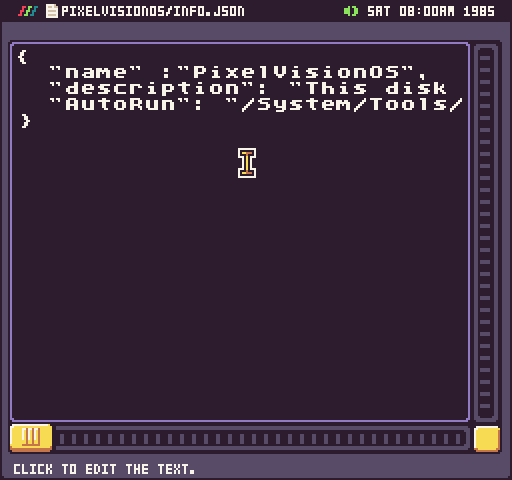 PIXELVISIONOS/INFO.JSON SAT 08:00AM 1985
{
"name" :"PixelVisionOS",
"description": "This disk
"AutoRun": "/System/Tools/
}
CLICK TO EDIT THE TEXT.